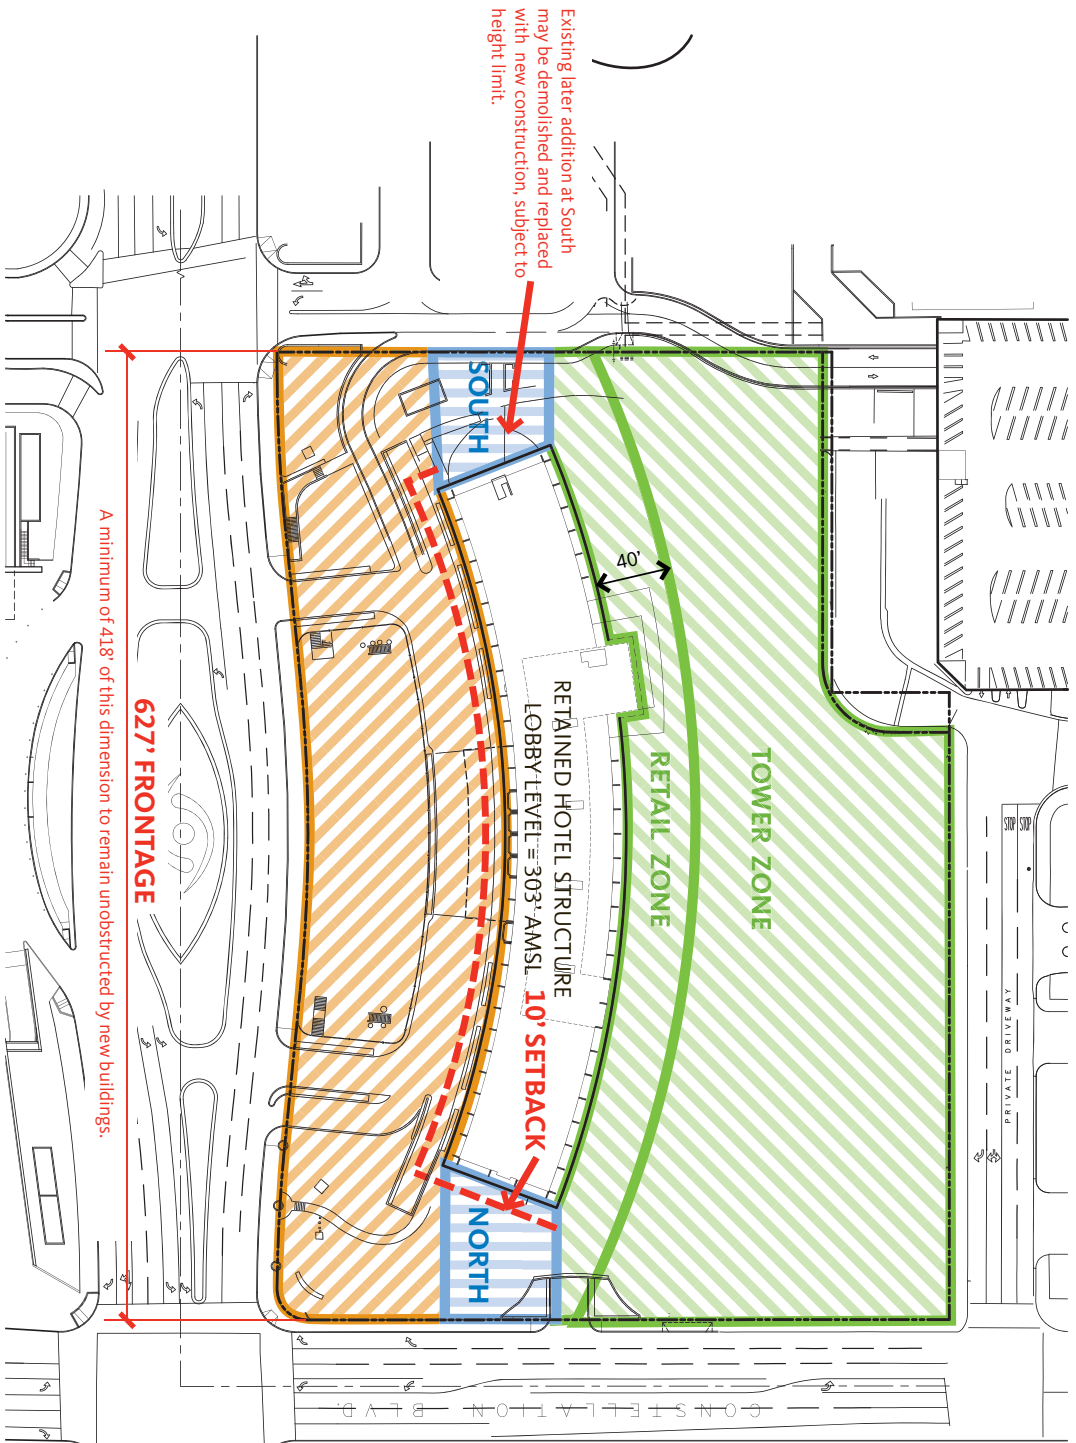 Existing later addition at South
may be demolished and replaced
with new construction, subject to
height limit.
SOUTH
40'
TOWER ZONE
RETAIL ZONE
RETAINED HOTEL STRUCTURE
LOBBY LEVEL = 303' AMSL
10' SETBACK
NORTH
627' FRONTAGE
A minimum of 418' of this dimension to remain unobstructed by new buildings.
STOP
STOP
PRIVATE DRIVEWAY
CONSTELLATION BLVD.